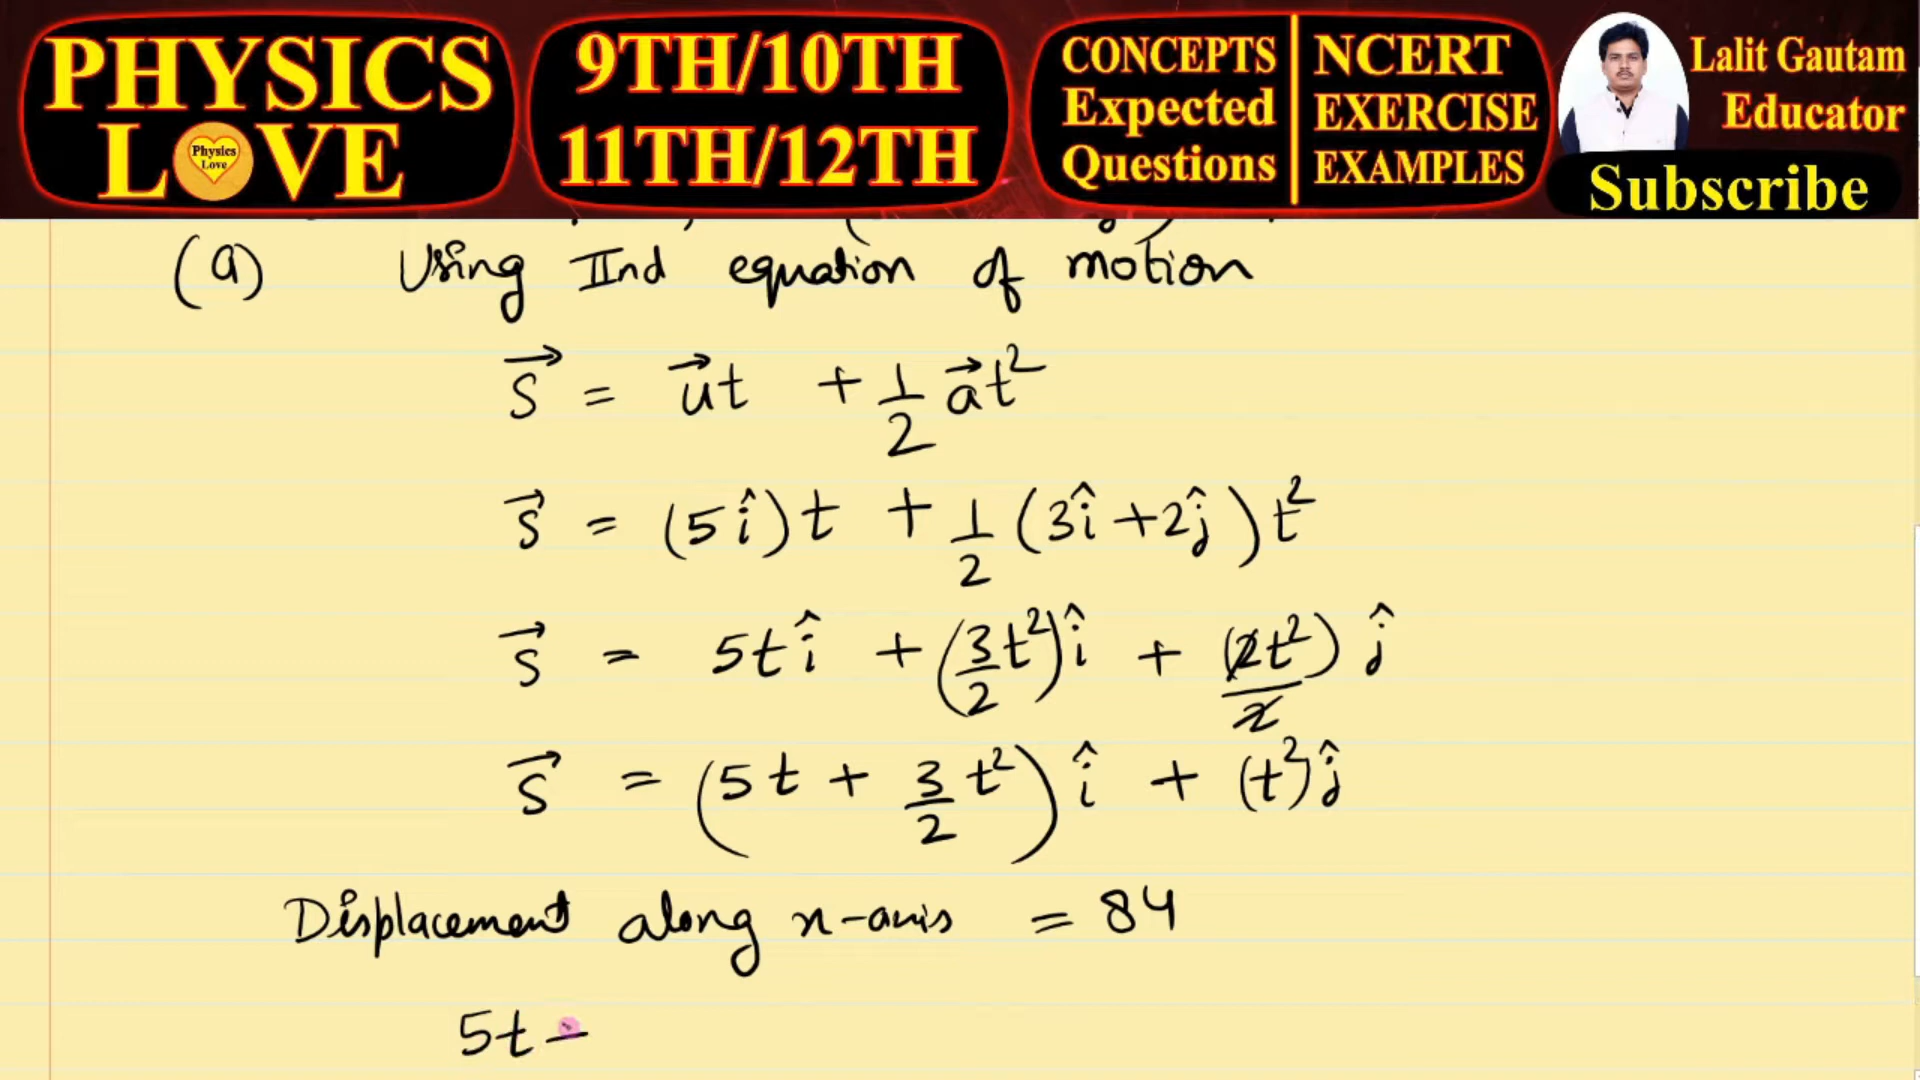 PHYSICS
LOVE
Physics
Love
9TH/10TH
11TH/12TH
CONCEPTS
Expected
Questions
NCERT
EXERCISE
EXAMPLES
Lalit Gautam
Educator
Subscribe
(a) Using IInd equation of motion
s⃗ = u⃗t + 1/2 a⃗t²
s⃗ = (5î)t + 1/2 (3î+2ĵ)t²
s⃗ = 5tî + (3/2 t²)î + (2t²)/2 ĵ
s⃗ = (5t + 3/2 t²)î + (t²)ĵ
Displacement along x-axis = 84
5t –